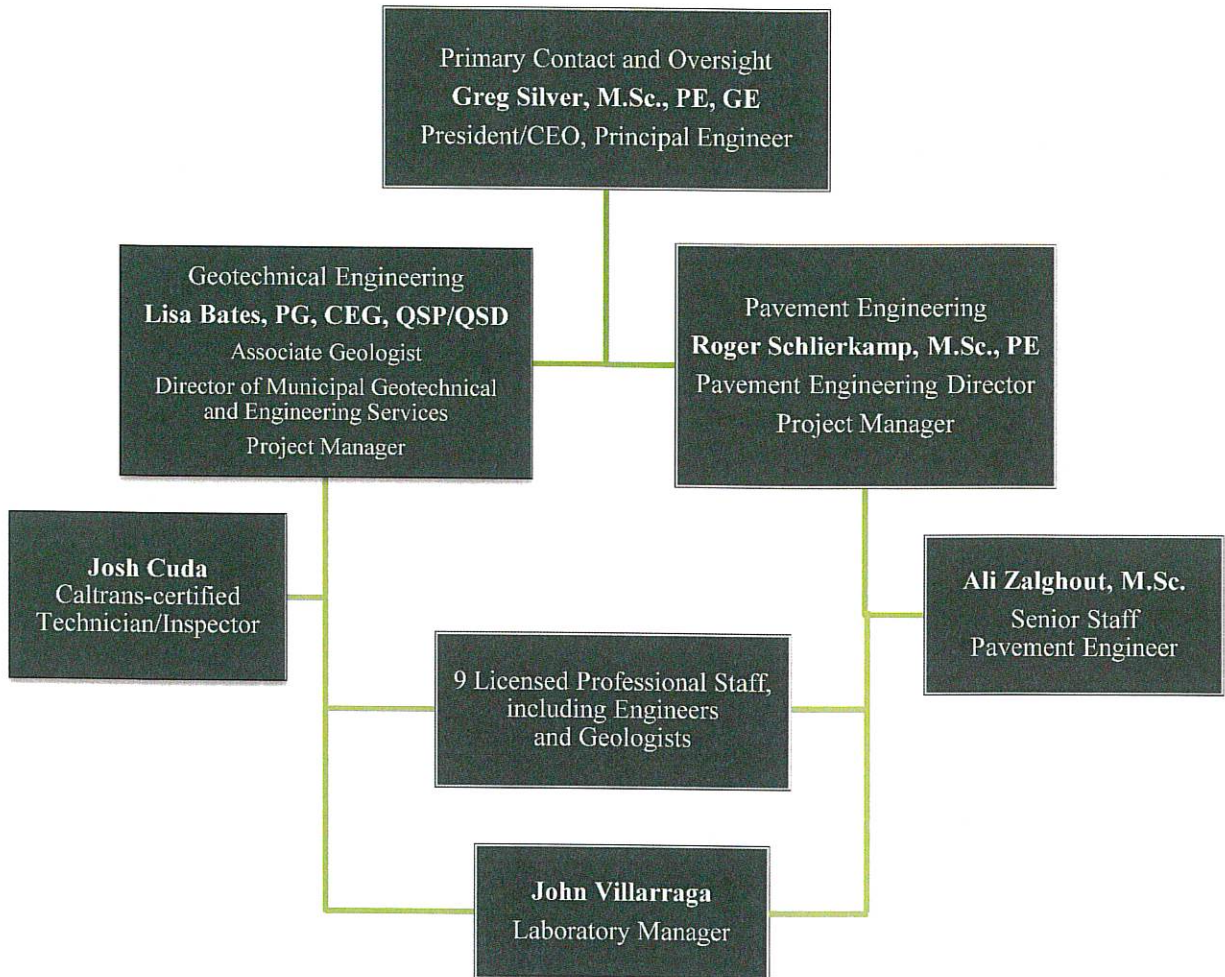 Primary Contact and Oversight
Greg Silver, M.Sc., PE, GE
President/CEO, Principal Engineer
Geotechnical Engineering
Lisa Bates, PG, CEG, QSP/QSD
Associate Geologist
Director of Municipal Geotechnical
and Engineering Services
Project Manager
Pavement Engineering
Roger Schlierkamp, M.Sc., PE
Pavement Engineering Director
Project Manager
Josh Cuda
Caltrans-certified
Technician/Inspector
Ali Zalghout, M.Sc.
Senior Staff
Pavement Engineer
9 Licensed Professional Staff,
including Engineers
and Geologists
John Villarraga
Laboratory Manager